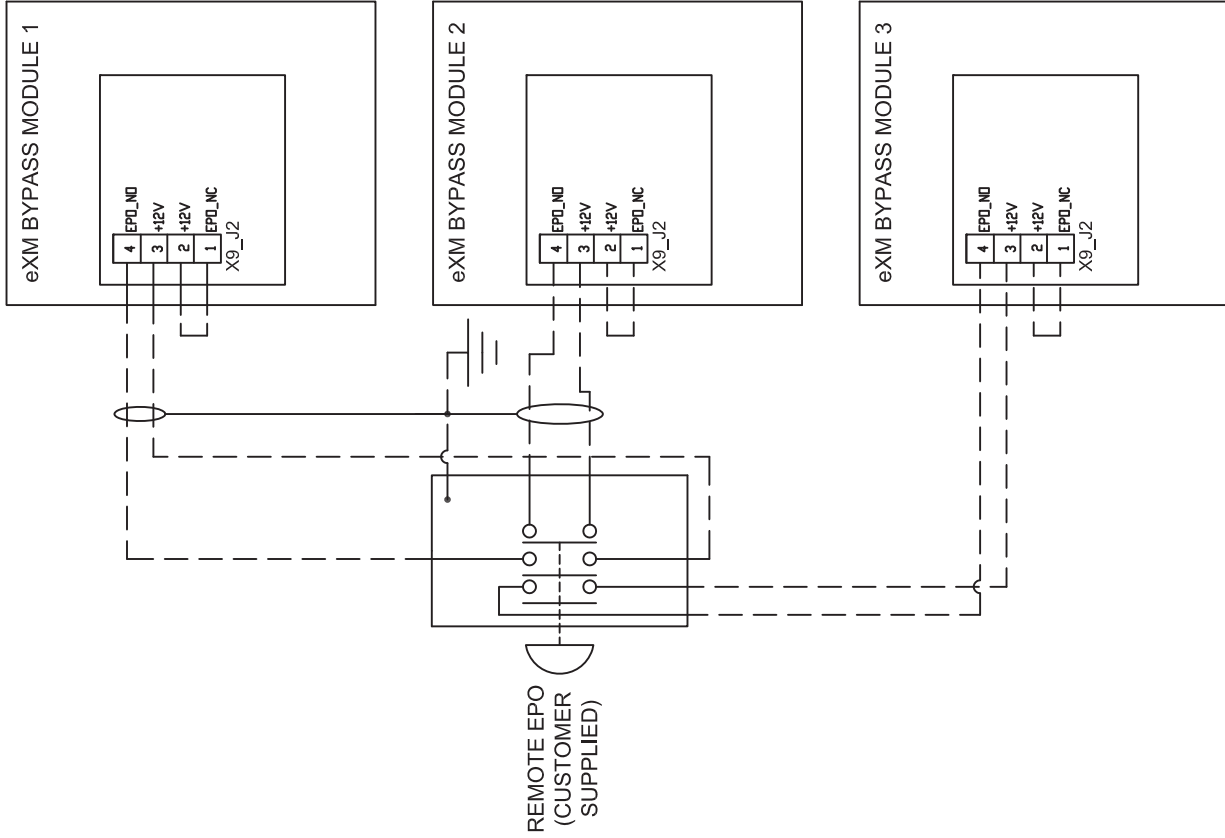 eXM BYPASS MODULE 1
4 EPO_NO
3 +12V
2 +12V
1 EPO_NC
X9_J2
eXM BYPASS MODULE 2
4 EPO_NO
3 +12V
2 +12V
1 EPO_NC
X9_J2
eXM BYPASS MODULE 3
4 EPO_NO
3 +12V
2 +12V
1 EPO_NC
X9_J2
REMOTE EPO
(CUSTOMER
SUPPLIED)